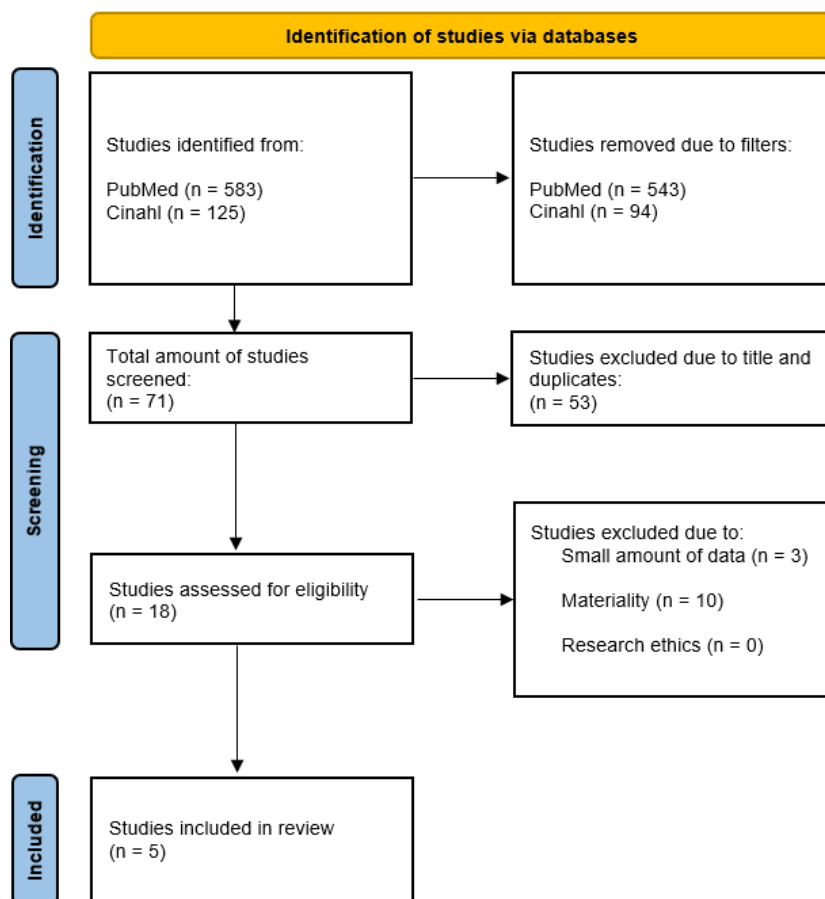 Identification of studies via databases
Identification
Studies identified from:
PubMed (n = 583)
Cinahl (n = 125)
Studies removed due to filters:
PubMed (n = 543)
Cinahl (n = 94)
Screening
Total amount of studies
screened:
(n = 71)
Studies excluded due to title and
duplicates:
(n = 53)
Studies assessed for eligibility
(n = 18)
Studies excluded due to:
Small amount of data (n = 3)
Materiality (n = 10)
Research ethics (n = 0)
Included
Studies included in review
(n = 5)